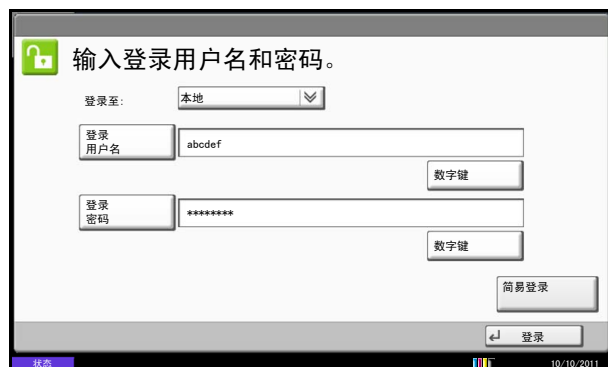 输入登录用户名和密码。
登录至:
本地
登录
用户名
abcdef
数字键
登录
密码
********
数字键
简易登录
登录
状态
10/10/2011